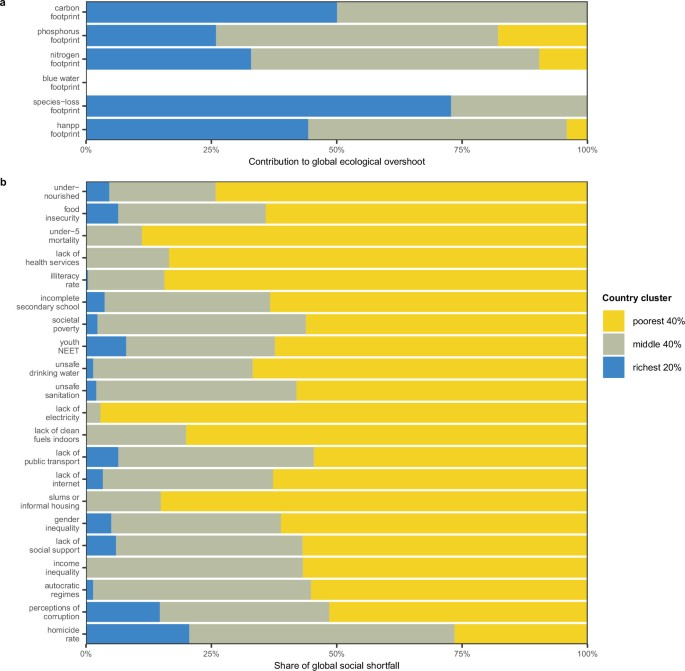 a
carbon
footprint
phosphorus
footprint
nitrogen
footprint
blue water
footprint
species−loss
footprint
hanpp
footprint
0% 25% 50% 75% 100%
Contribution to global ecological overshoot
b
under−
nourished
food
insecurity
under−5
mortality
lack of
health services
illiteracy
rate
incomplete
secondary school
societal
poverty
youth
NEET
unsafe
drinking water
unsafe
sanitation
lack of
electricity
lack of clean
fuels indoors
lack of
public transport
lack of
internet
slums or
informal housing
gender
inequality
lack of
social support
income
inequality
autocratic
regimes
perceptions of
corruption
homicide
rate
0% 25% 50% 75% 100%
Share of global social shortfall
Country cluster
poorest 40%
middle 40%
richest 20%